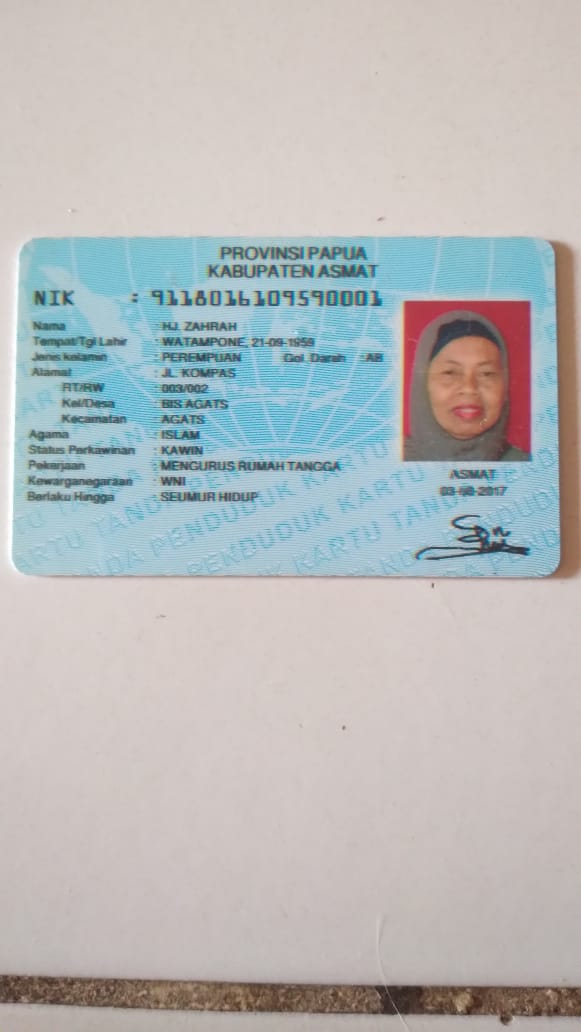 PROVINSI PAPUA
KABUPATEN ASMAT
NIK : 9118016109590001
Nama : HJ. ZAHRAH
Tempat/Tgl Lahir : WATAMPONE, 21-09-1959
Jenis kelamin : PEREMPUAN Gol. Darah : AB
Alamat : JL. KOMPAS
RT/RW : 003/002
Kel/Desa : BIS AGATS
Kecamatan : AGATS
Agama : ISLAM
Status Perkawinan : KAWIN
Pekerjaan : MENGURUS RUMAH TANGGA
Kewarganegaraan : WNI
Berlaku Hingga : SEUMUR HIDUP
ASMAT
2017
KARTU TANDA PENDUDUK